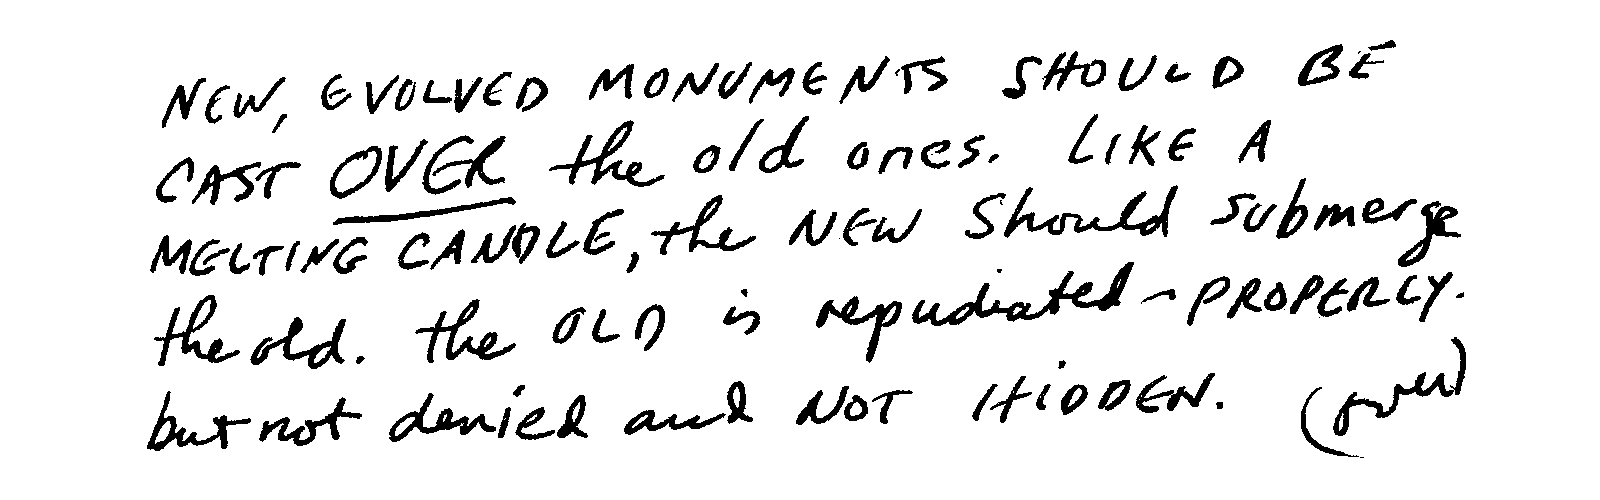 NEW, EVOLVED MONUMENTS SHOULD BE
CAST OVER the old ones. LIKE A
MELTING CANDLE, the NEW Should submerge
the old. the OLD is repudiated - PROPERLY.
but not denied and NOT HIDDEN. (over)